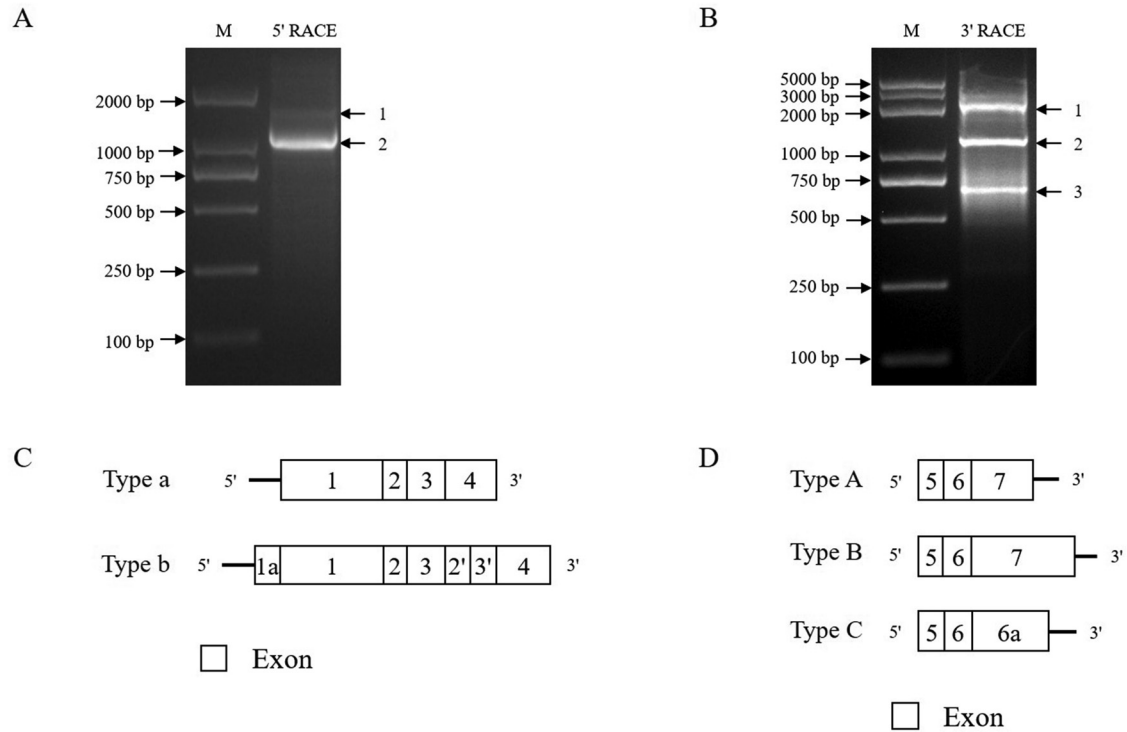 A
M 5' RACE
2000 bp
1000 bp
750 bp
500 bp
250 bp
100 bp
1
2
B
M 3' RACE
5000 bp
3000 bp
2000 bp
1000 bp
750 bp
500 bp
250 bp
100 bp
1
2
3
C
Type a 5' 1 2 3 4 3'
Type b 5' 1a 1 2 3 2' 3' 4 3'
Exon
D
Type A 5' 5 6 7 3'
Type B 5' 5 6 7 3'
Type C 5' 5 6 6a 3'
Exon